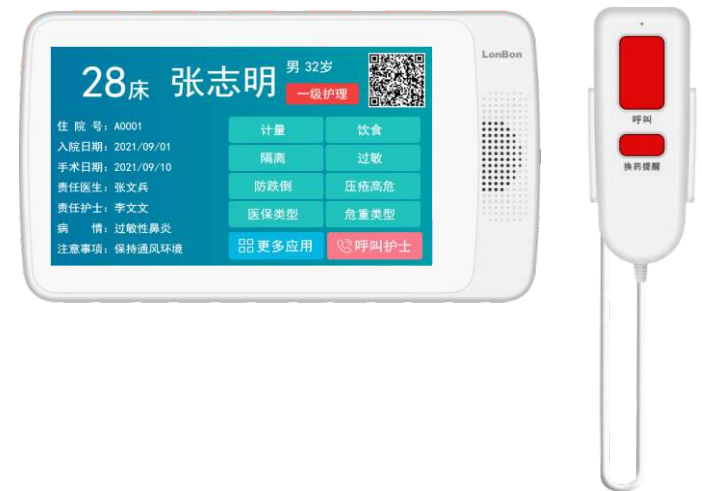 LonBon
28床 张志明 男 32岁
一级护理
住 院 号：A0001
入院日期：2021/09/01
手术日期：2021/09/10
责任医生：张文兵
责任护士：李文文
病 情：过敏性鼻炎
注意事项：保持通风环境
计量 饮食
隔离 过敏
防跌倒 压疮高危
医保类型 危重类型
更多应用 呼叫护士
呼叫
换药提醒